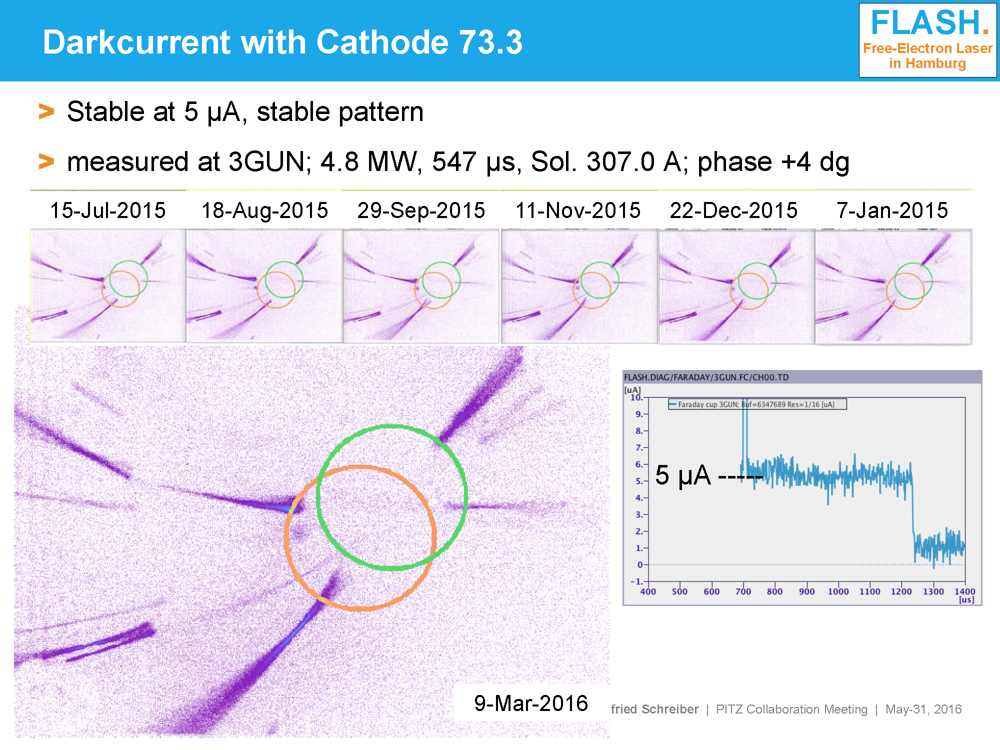 Darkcurrent with Cathode 73.3
FLASH.
Free-Electron Laser
in Hamburg
> Stable at 5 µA, stable pattern
> measured at 3GUN; 4.8 MW, 547 µs, Sol. 307.0 A; phase +4 dg
15-Jul-2015 18-Aug-2015 29-Sep-2015 11-Nov-2015 22-Dec-2015 7-Jan-2015
FLASH.DIAG/FARADAY/3GUN.FC/CH00.TD
[uA]
Faraday cup 3GUN; Buf=6347689 Res=1/16 [uA]
10.
9.
8.
7.
6.
5.
4.
3.
2.
1.
0
-1.
5 µA -----
400 500 600 700 800 900 1000 1100 1200 1300 1400
[us]
9-Mar-2016
fried Schreiber | PITZ Collaboration Meeting | May-31, 2016